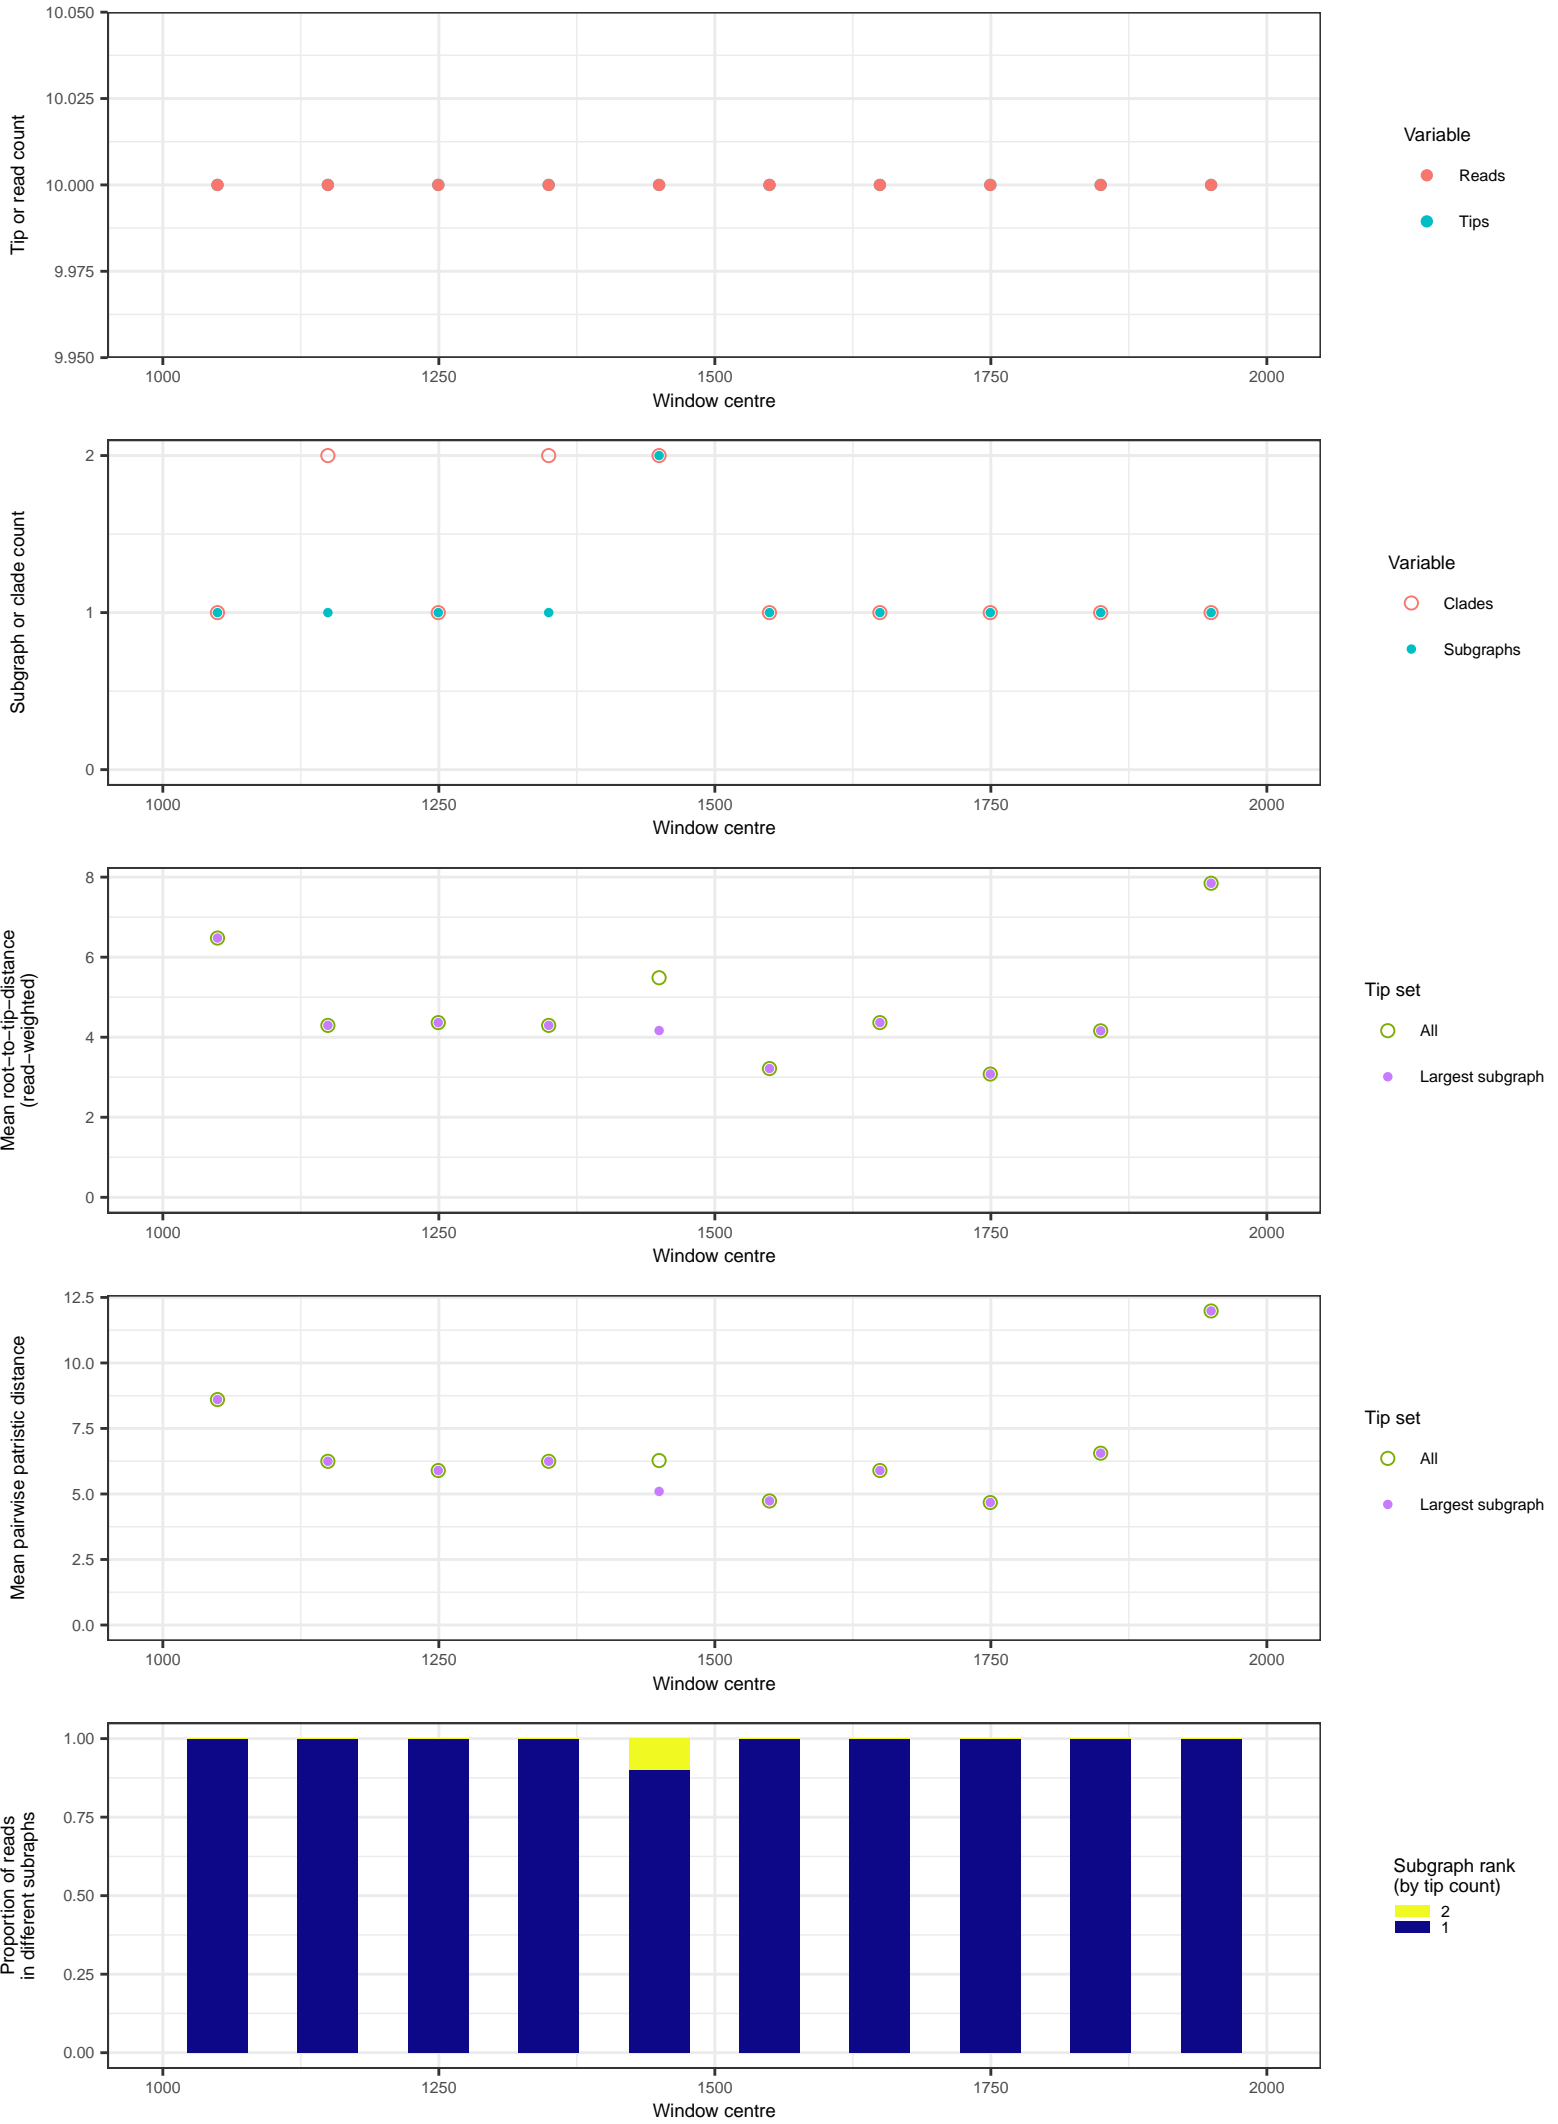 10.050
10.025
10.000
9.975
9.950
Tip or read count
1000
1250
1500
1750
2000
Window centre
Variable
Reads
Tips
2
1
0
Subgraph or clade count
1000
1250
1500
1750
2000
Window centre
Variable
Clades
Subgraphs
8
6
4
2
0
Mean root−to−tip−distance
(read−weighted)
1000
1250
1500
1750
2000
Window centre
Tip set
All
Largest subgraph
12.5
10.0
7.5
5.0
2.5
0.0
Mean pairwise patristic distance
1000
1250
1500
1750
2000
Window centre
Tip set
All
Largest subgraph
1.00
0.75
0.50
0.25
0.00
Proportion of reads
in different subraphs
1000
1250
1500
1750
2000
Window centre
Subgraph rank
(by tip count)
2
1